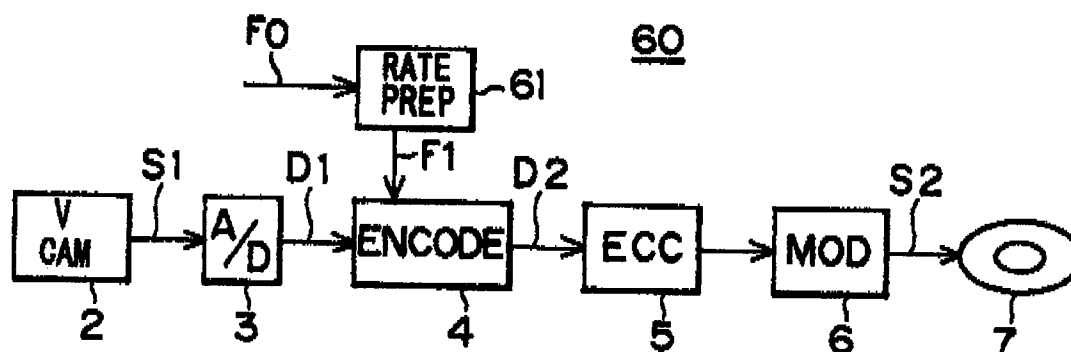 F0
60
RATE
PREP
61
F1
S1
D1
D2
S2
V
CAM
A/D
ENCODE
ECC
MOD
2
3
4
5
6
7